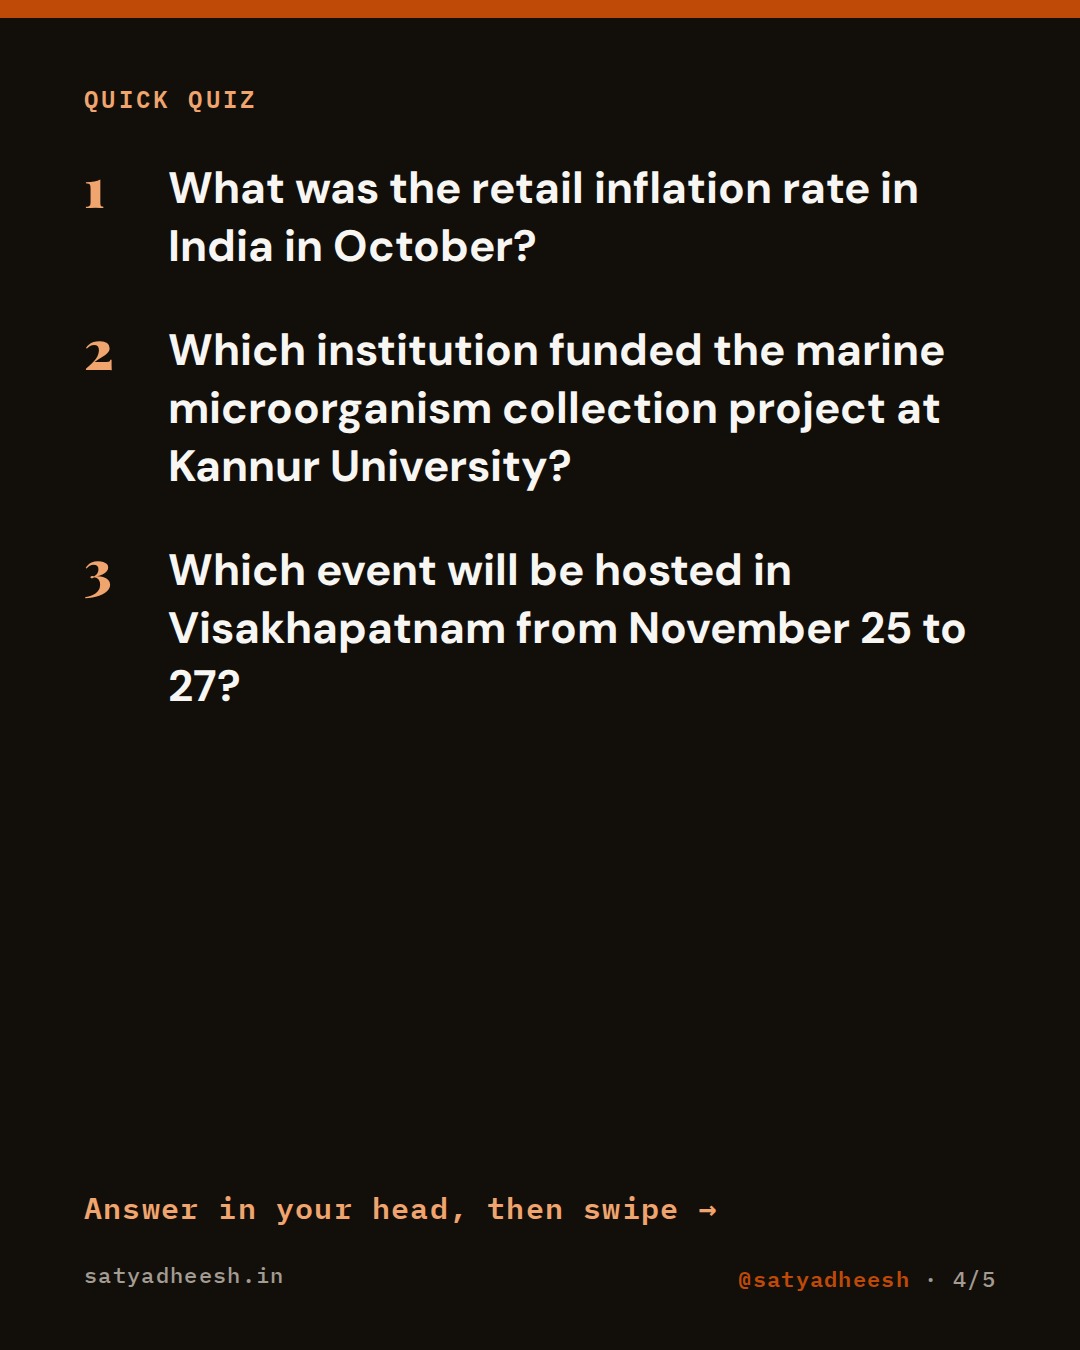 QUICK QUIZ
1 What was the retail inflation rate in
India in October?
2 Which institution funded the marine
microorganism collection project at
Kannur University?
3 Which event will be hosted in
Visakhapatnam from November 25 to
27?
Answer in your head, then swipe →
satyadheesh.in
@satyadheesh · 4/5